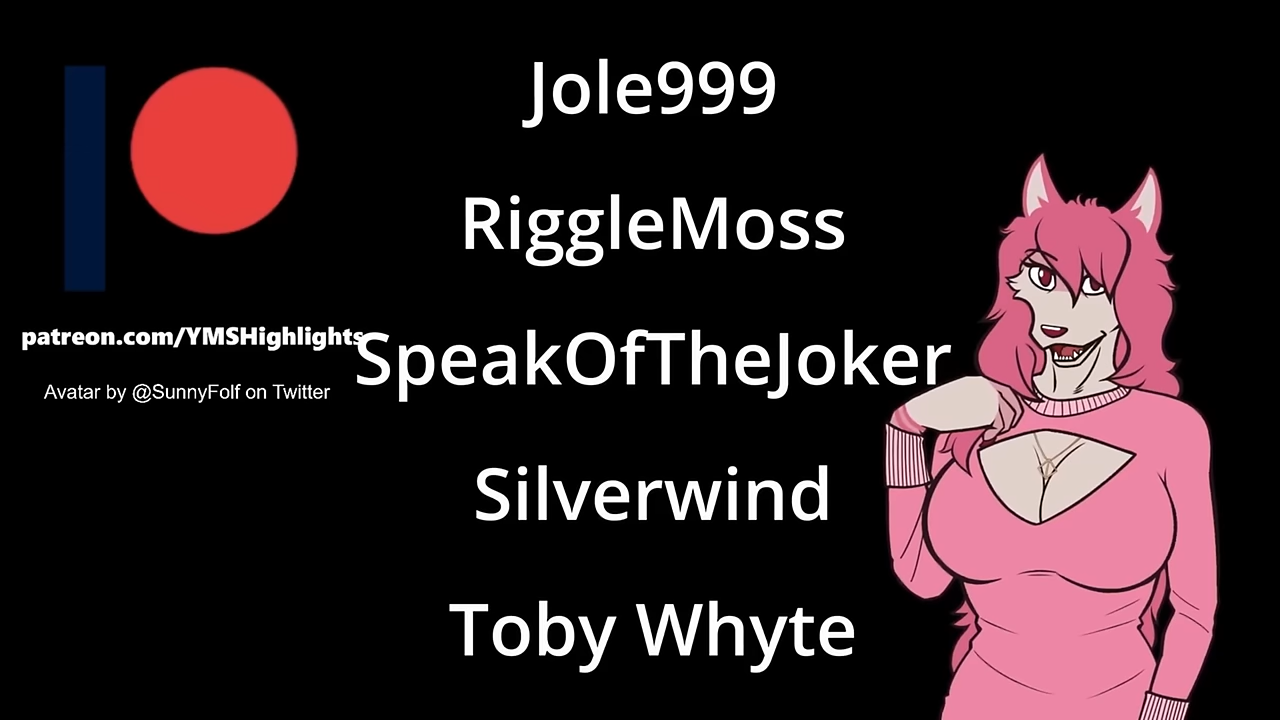 Jole999
RiggleMoss
patreon.com/YMSHighlights
SpeakOfTheJoker
Avatar by @SunnyFolf on Twitter
Silverwind
Toby Whyte